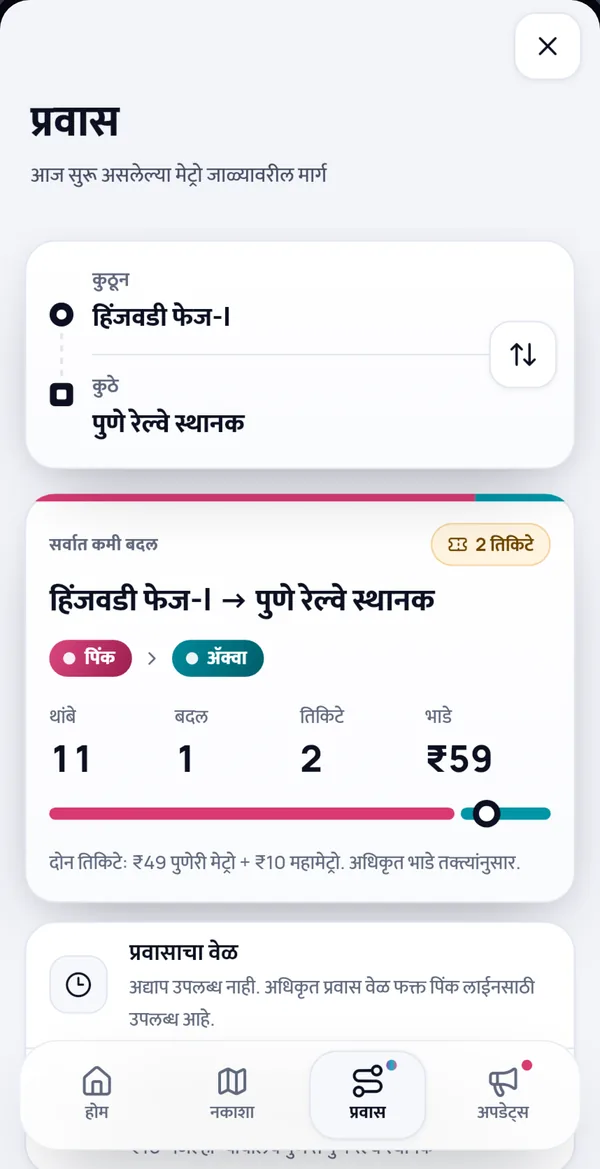 प्रवास
आज सुरू असलेल्या मेट्रो जाळ्यावरील मार्ग
कुठून
हिंजवडी फेज-I
कुठे
पुणे रेल्वे स्थानक
सर्वात कमी बदल
2 तिकिटे
हिंजवडी फेज-I → पुणे रेल्वे स्थानक
पिंक > ॲक्वा
थांबे बदल तिकिटे भाडे
11 1 2 ₹59
दोन तिकिटे: ₹49 पुणेरी मेट्रो + ₹10 महामेट्रो. अधिकृत भाडे तक्त्यांनुसार.
प्रवासाचा वेळ
अद्याप उपलब्ध नाही. अधिकृत प्रवास वेळ फक्त पिंक लाईनसाठी
उपलब्ध आहे.
होम नकाशा प्रवास अपडेट्स